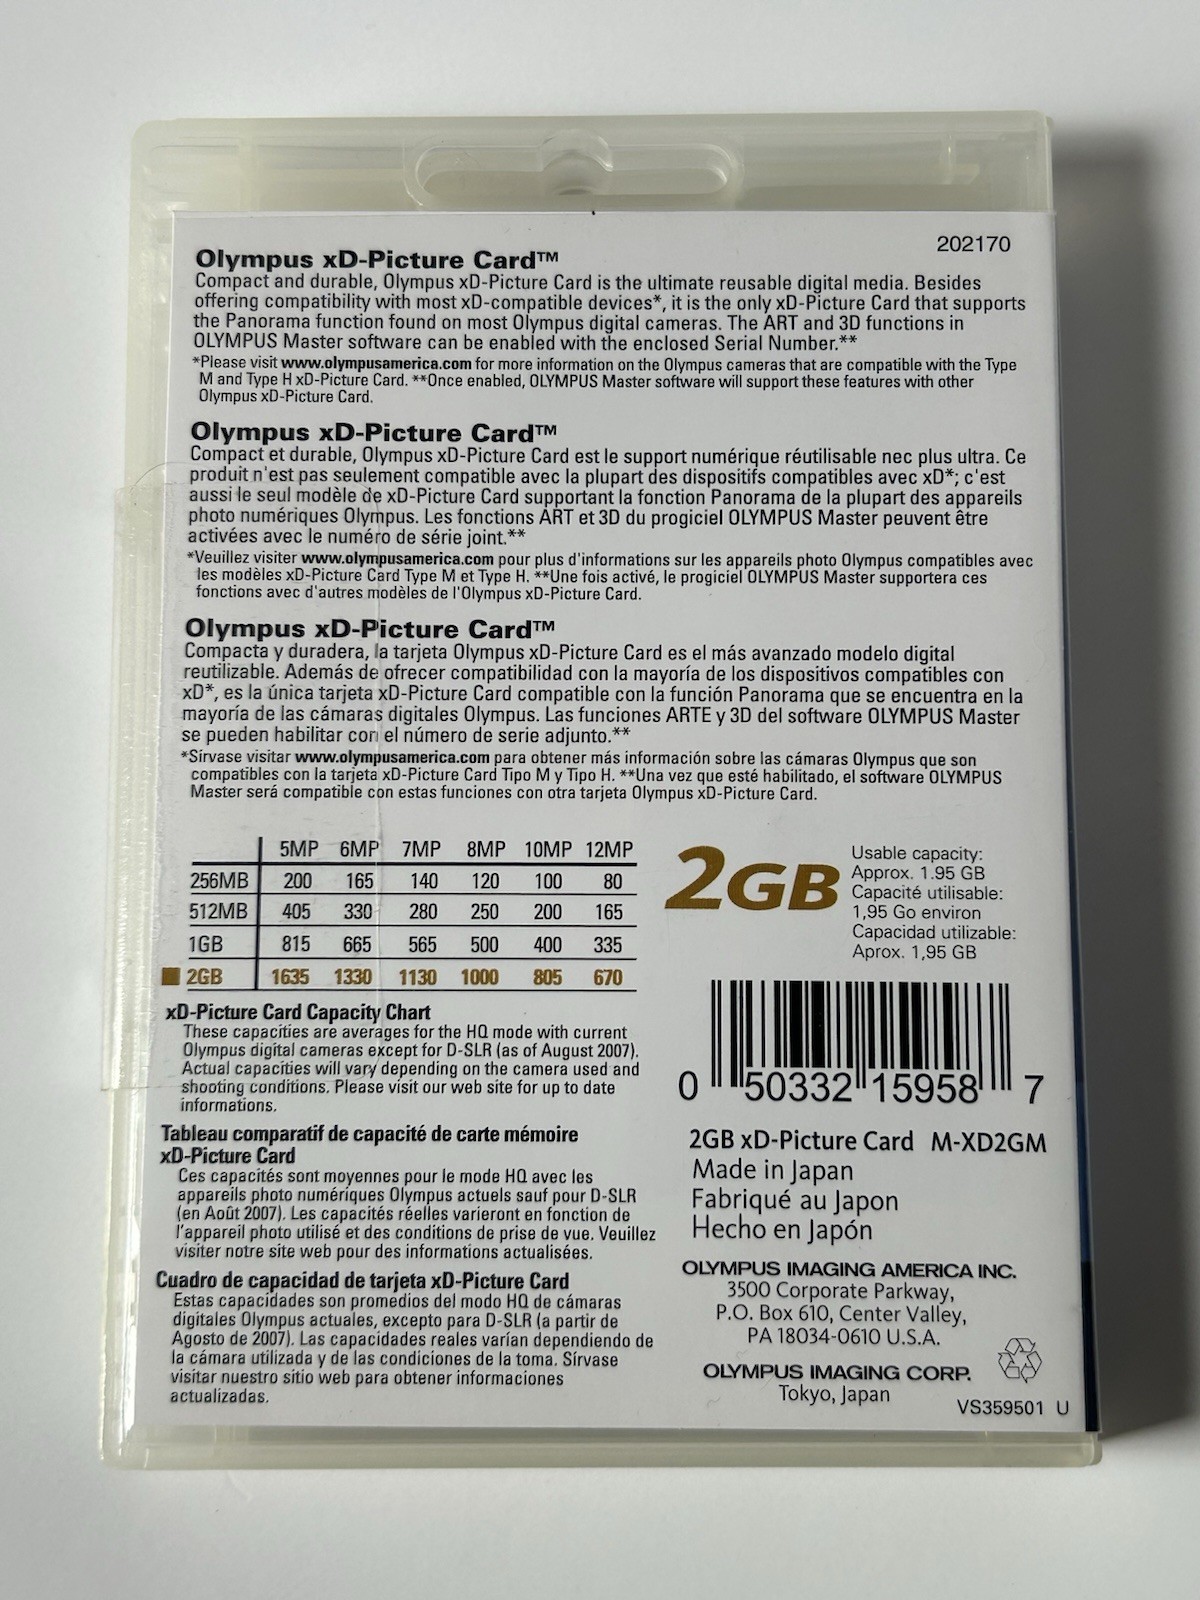 202170
Olympus xD-Picture Card™
Compact and durable, Olympus xD-Picture Card is the ultimate reusable digital media. Besides
offering compatibility with most xD-compatible devices*, it is the only xD-Picture Card that supports
the Panorama function found on most Olympus digital cameras. The ART and 3D functions in
OLYMPUS Master software can be enabled with the enclosed Serial Number.**
*Please visit www.olympusamerica.com for more information on the Olympus cameras that are compatible with the Type
M and Type H xD-Picture Card. **Once enabled, OLYMPUS Master software will support these features with other
Olympus xD-Picture Card.
Olympus xD-Picture Card™
Compact et durable, Olympus xD-Picture Card est le support numérique réutilisable nec plus ultra. Ce
produit n'est pas seulement compatible avec la plupart des dispositifs compatibles avec xD*; c'est
aussi le seul modèle de xD-Picture Card supportant la fonction Panorama de la plupart des appareils
photo numériques Olympus. Les fonctions ART et 3D du progiciel OLYMPUS Master peuvent être
activées avec le numéro de série joint.**
*Veuillez visiter www.olympusamerica.com pour plus d'informations sur les appareils photo Olympus compatibles avec
les modèles xD-Picture Card Type M et Type H. **Une fois activé, le progiciel OLYMPUS Master supportera ces
fonctions avec d'autres modèles de l'Olympus xD-Picture Card.
Olympus xD-Picture Card™
Compacta y duradera, la tarjeta Olympus xD-Picture Card es el más avanzado modelo digital
reutilizable. Además de ofrecer compatibilidad con la mayoría de los dispositivos compatibles con
xD*, es la única tarjeta xD-Picture Card compatible con la función Panorama que se encuentra en la
mayoría de las cámaras digitales Olympus. Las funciones ARTE y 3D del software OLYMPUS Master
se pueden habilitar con el número de serie adjunto.**
*Sirvase visitar www.olympusamerica.com para obtener más información sobre las cámaras Olympus que son
compatibles con la tarjeta xD-Picture Card Tipo M y Tipo H. **Una vez que esté habilitado, el software OLYMPUS
Master será compatible con estas funciones con otra tarjeta Olympus xD-Picture Card.
5MP 6MP 7MP 8MP 10MP 12MP
256MB 200 165 140 120 100 80
512MB 405 330 280 250 200 165
1GB 815 665 565 500 400 335
2GB 1635 1330 1130 1000 805 670
xD-Picture Card Capacity Chart
These capacities are averages for the HQ mode with current
Olympus digital cameras except for D-SLR (as of August 2007).
Actual capacities will vary depending on the camera used and
shooting conditions. Please visit our web site for up to date
informations.
Tableau comparatif de capacité de carte mémoire
xD-Picture Card
Ces capacités sont moyennes pour le mode HQ avec les
appareils photo numériques Olympus actuels sauf pour D-SLR
(en Août 2007). Les capacités réelles varieront en fonction de
l'appareil photo utilisé et des conditions de prise de vue. Veuillez
visiter notre site web pour des informations actualisées.
Cuadro de capacidad de tarjeta xD-Picture Card
Estas capacidades son promedios del modo HQ de cámaras
digitales Olympus actuales, excepto para D-SLR (a partir de
Agosto de 2007). Las capacidades reales varían dependiendo de
la cámara utilizada y de las condiciones de la toma. Sírvase
visitar nuestro sitio web para obtener informaciones
actualizadas.
2GB
Usable capacity:
Approx. 1.95 GB
Capacité utilisable:
1,95 Go environ
Capacidad utilizable:
Aprox. 1,95 GB
0 50332 15958 7
2GB xD-Picture Card M-XD2GM
Made in Japan
Fabriqué au Japon
Hecho en Japón
OLYMPUS IMAGING AMERICA INC.
3500 Corporate Parkway,
P.O. Box 610, Center Valley,
PA 18034-0610 U.S.A.
OLYMPUS IMAGING CORP.
Tokyo, Japan
VS359501 U